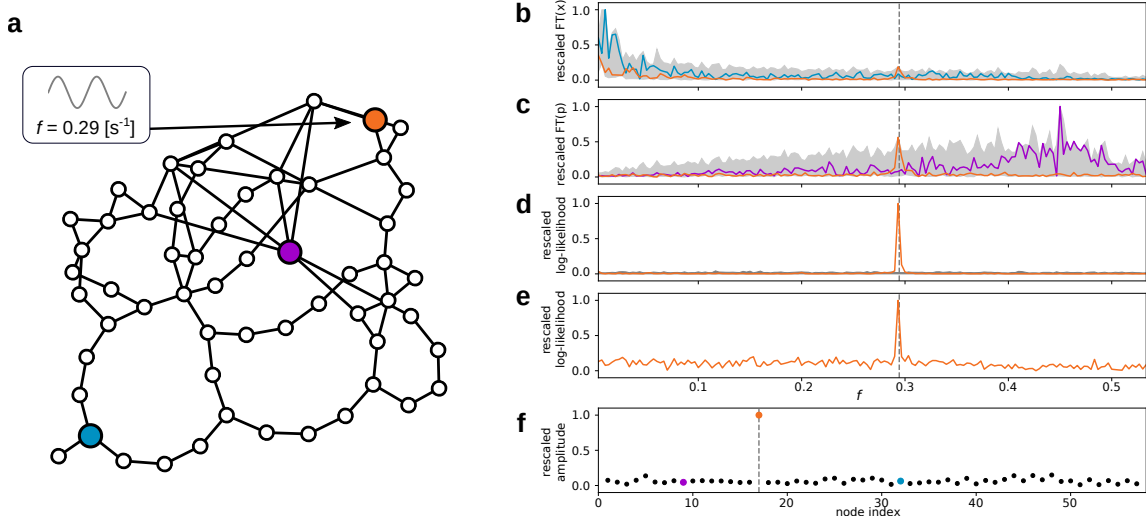 a
f = 0.29 [s⁻¹]
b
rescaled FT(x)
1.0
0.5
0.0
c
rescaled FT(p)
1.0
0.5
0.0
d
rescaled
log-likelihood
1.0
0.5
0.0
e
rescaled
log-likelihood
1.0
0.5
0.0
0.1 0.2 0.3 0.4 0.5
f
f
rescaled
amplitude
1.0
0.5
0.0
0 10 20 30 40 50
node index